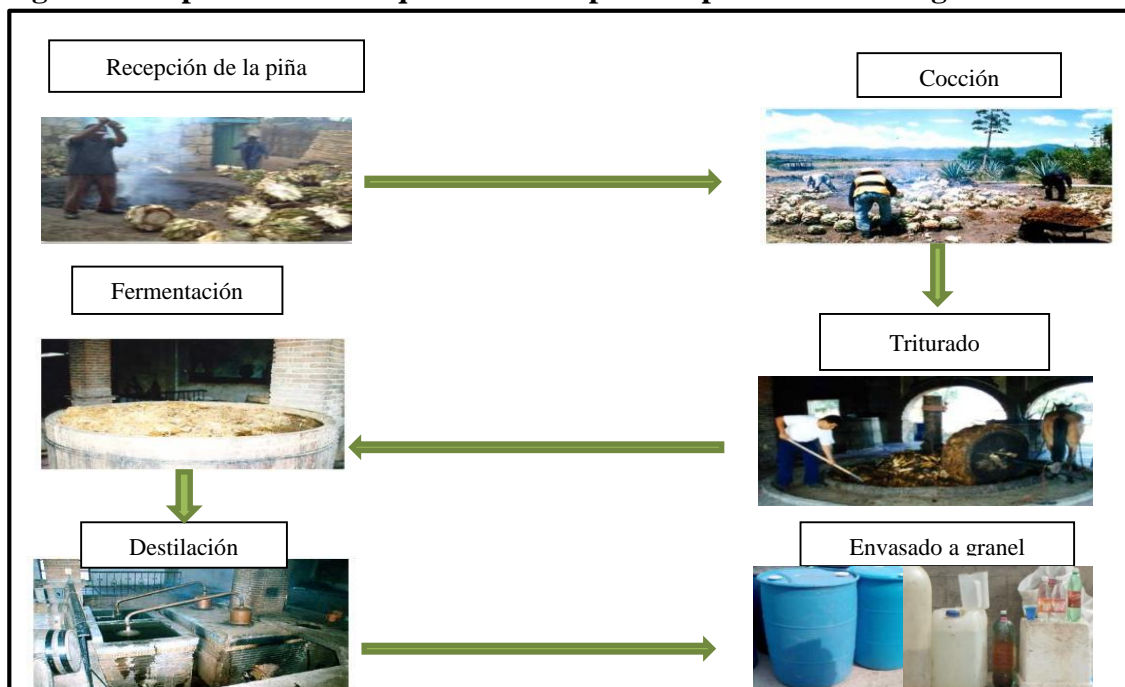 Recepción de la piña
Cocción
Fermentación
Triturado
Destilación
Envasado a granel